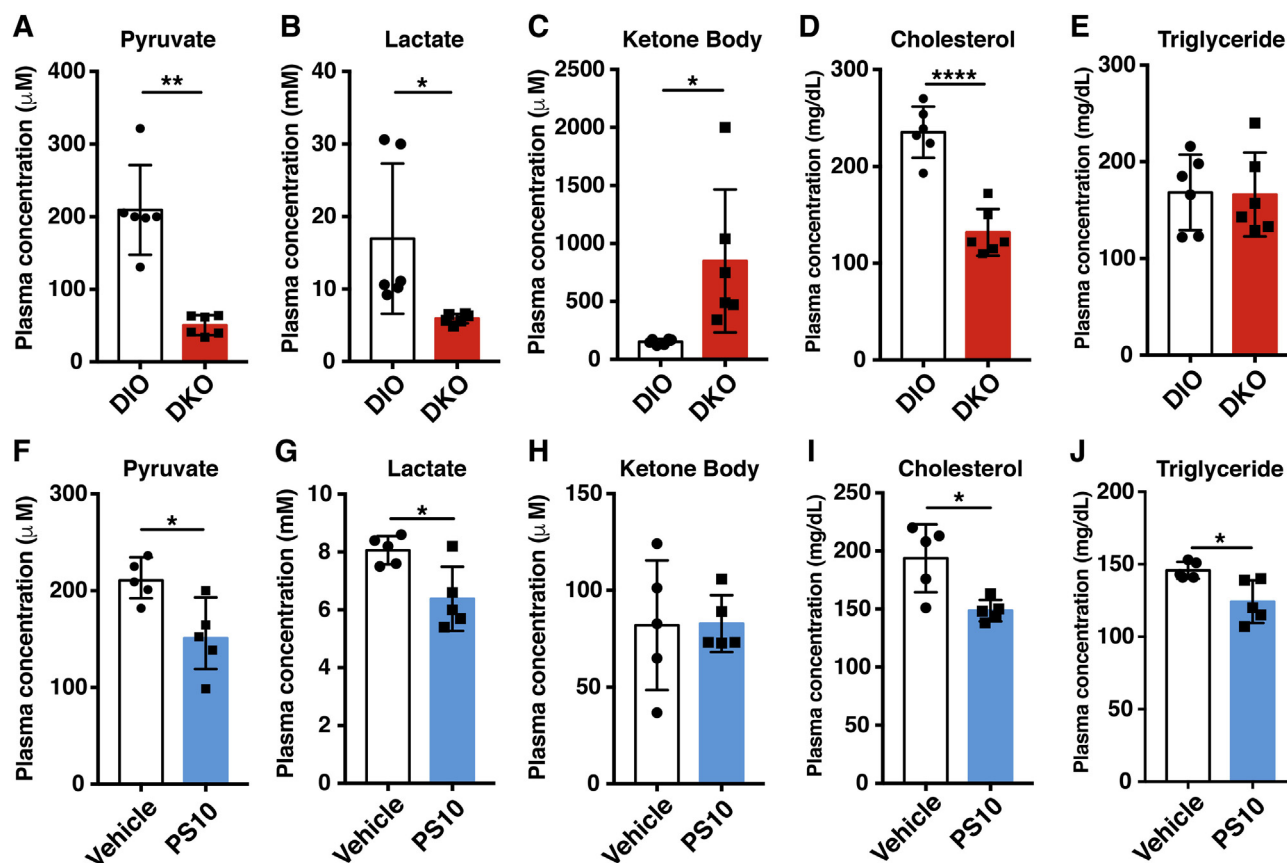 A Pyruvate
Plasma concentration (μM)
400
300
200
100
0
**
DIO
DKO
B Lactate
Plasma concentration (mM)
40
30
20
10
0
*
DIO
DKO
C Ketone Body
Plasma concentration (μ M)
2500
2000
1500
1000
500
0
*
DIO
DKO
D Cholesterol
Plasma concentration (mg/dL)
300
200
100
0
****
DIO
DKO
E Triglyceride
Plasma concentration (mg/dL)
300
200
100
0
DIO
DKO
F Pyruvate
Plasma concentration (μ M)
300
200
100
0
*
Vehicle
PS10
G Lactate
Plasma concentration (mM)
10
8
6
4
2
0
*
Vehicle
PS10
H Ketone Body
Plasma concentration (μ M)
150
100
50
0
Vehicle
PS10
I Cholesterol
Plasma concentration (mg/dL)
250
200
150
100
50
0
*
Vehicle
PS10
J Triglyceride
Plasma concentration (mg/dL)
200
150
100
50
0
*
Vehicle
PS10